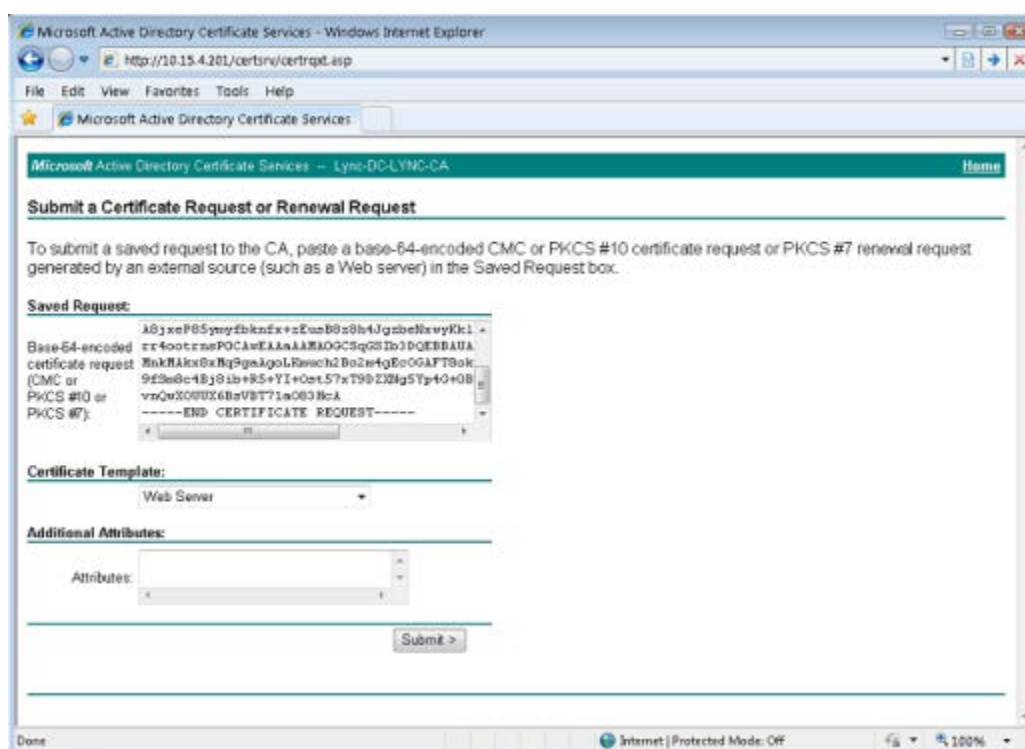 Microsoft Active Directory Certificate Services - Windows Internet Explorer
http://10.15.4.201/certsrv/certrqxt.asp
File Edit View Favorites Tools Help
Microsoft Active Directory Certificate Services
Microsoft Active Directory Certificate Services -- Lync-DC-LYNC-CA Home
Submit a Certificate Request or Renewal Request
To submit a saved request to the CA, paste a base-64-encoded CMC or PKCS #10 certificate request or PKCS #7 renewal request
generated by an external source (such as a Web server) in the Saved Request box.
Saved Request:
Base-64-encoded
certificate request
(CMC or
PKCS #10 or
PKCS #7):
-----END CERTIFICATE REQUEST-----
Certificate Template:
Web Server
Additional Attributes:
Attributes:
Submit >
Done
Internet | Protected Mode: Off
100%